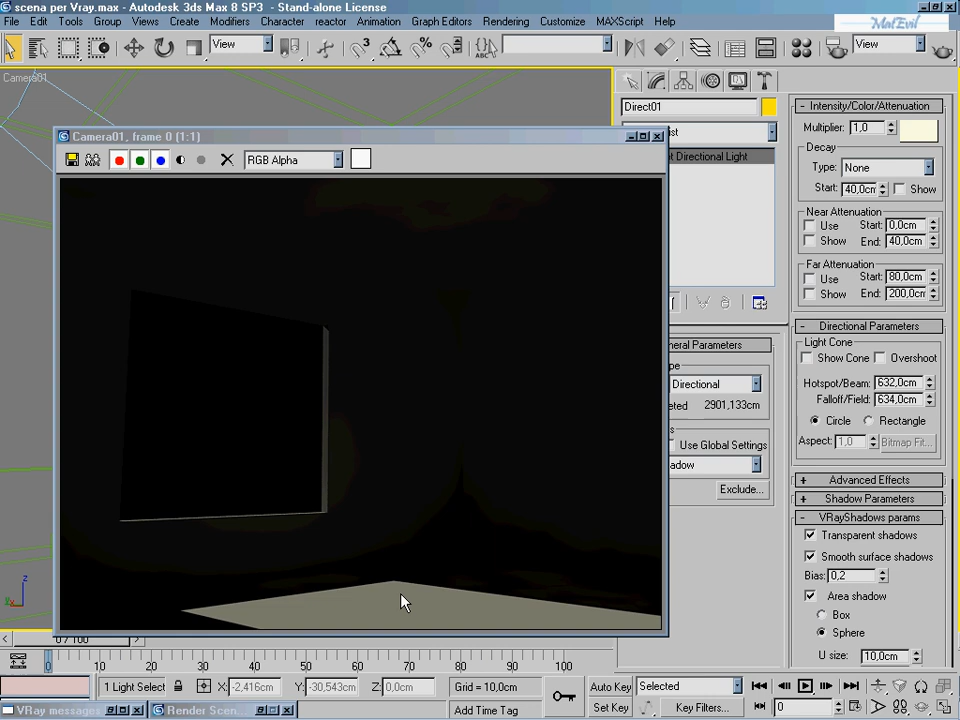 scena per Vray.max - Autodesk 3ds Max 8 SP3 - Stand-alone License
File Edit Tools Group Views Create Modifiers Character reactor Animation Graph Editors Rendering Customize MAXScript Help
MatEvil
View
3
%
ABC
View
Camera01
Direct01
Camera01, frame 0 (1:1)
RGB Alpha
ist
t Directional Light
Intensity/Color/Attenuation
Multiplier: 1,0
Decay
Type: None
Start: 40,0cm Show
Near Attenuation
Use Start: 0,0cm
Show End: 40,0cm
Far Attenuation
Use Start: 80,0cm
Show End: 200,0cm
Directional Parameters
Light Cone
Show Cone Overshoot
Hotspot/Beam: 632,0cm
Falloff/Field: 634,0cm
Circle Rectangle
Aspect: 1,0 Bitmap Fit...
Advanced Effects
Shadow Parameters
VRayShadows params
Transparent shadows
Smooth surface shadows
Bias: 0,2
Area shadow
Box
Sphere
U size: 10,0cm
neral Parameters
pe
Directional
eted 2901,133cm
s
Use Global Settings
adow
Exclude...
z
0 / 100
0 10 20 30 40 50 60 70 80 90 100
1 Light Select X: -2,416cm Y: -30,543cm Z: 0,0cm Grid = 10,0cm Auto Key Selected
Add Time Tag Set Key Key Filters... 0
VRay messages Render Scen...